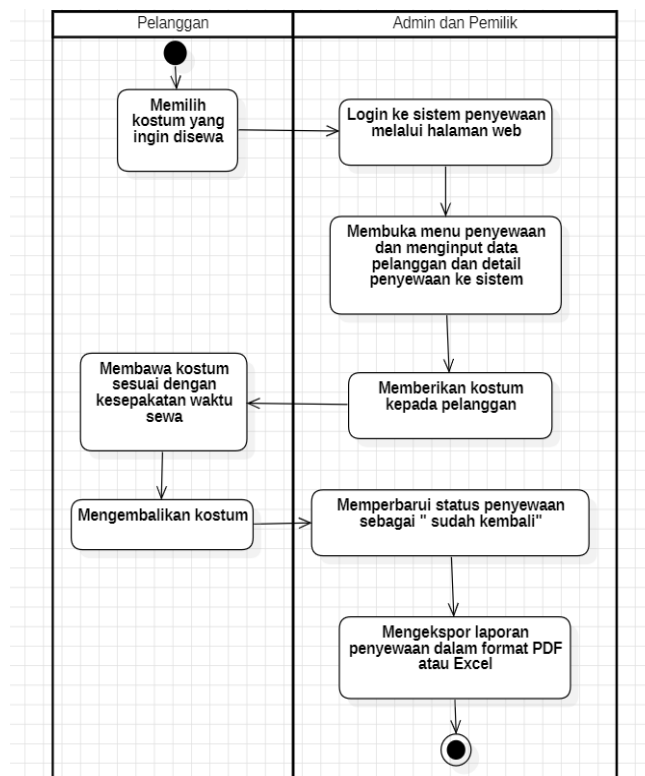 Pelanggan
Admin dan Pemilik
Memilih
kostum yang
ingin disewa
Login ke sistem penyewaan
melalui halaman web
Membuka menu penyewaan
dan menginput data
pelanggan dan detail
penyewaan ke sistem
Memberikan kostum
kepada pelanggan
Membawa kostum
sesuai dengan
kesepakatan waktu
sewa
Mengembalikan kostum
Memperbarui status penyewaan
sebagai " sudah kembali"
Mengekspor laporan
penyewaan dalam format PDF
atau Excel